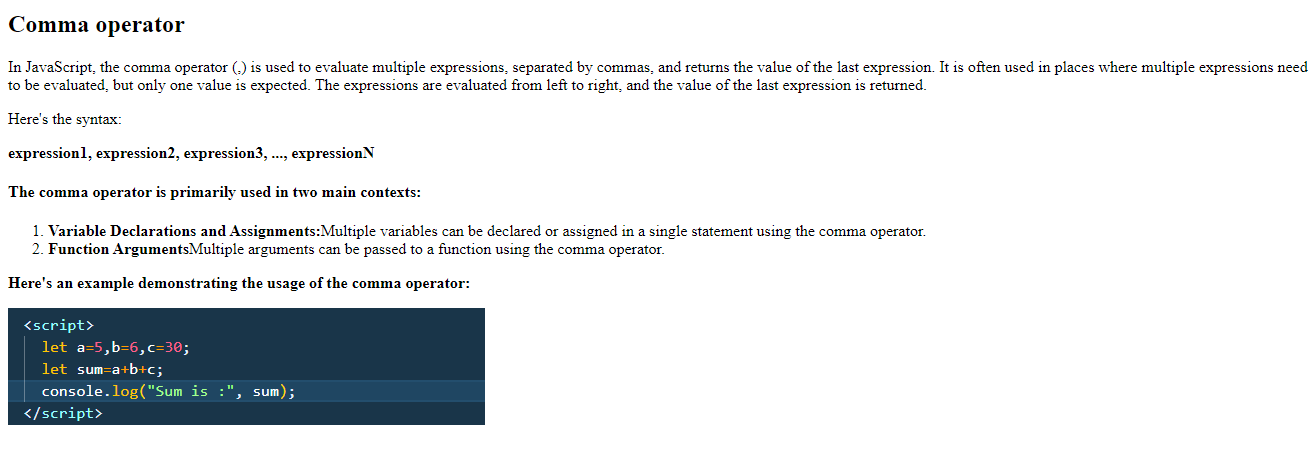 Comma operator
In JavaScript, the comma operator (,) is used to evaluate multiple expressions, separated by commas, and returns the value of the last expression. It is often used in places where multiple expressions need
to be evaluated, but only one value is expected. The expressions are evaluated from left to right, and the value of the last expression is returned.
Here's the syntax:
expression1, expression2, expression3, ..., expressionN
The comma operator is primarily used in two main contexts:
1. Variable Declarations and Assignments:Multiple variables can be declared or assigned in a single statement using the comma operator.
2. Function ArgumentsMultiple arguments can be passed to a function using the comma operator.
Here's an example demonstrating the usage of the comma operator:
<script>
let a=5,b=6,c=30;
let sum=a+b+c;
console.log("Sum is :", sum);
</script>